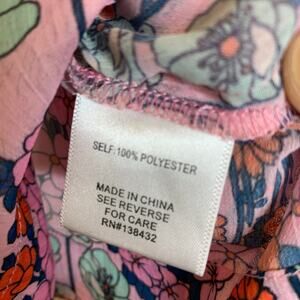 SELF: 100% POLYESTER
MADE IN CHINA
SEE REVERSE
FOR CARE
RN#138432